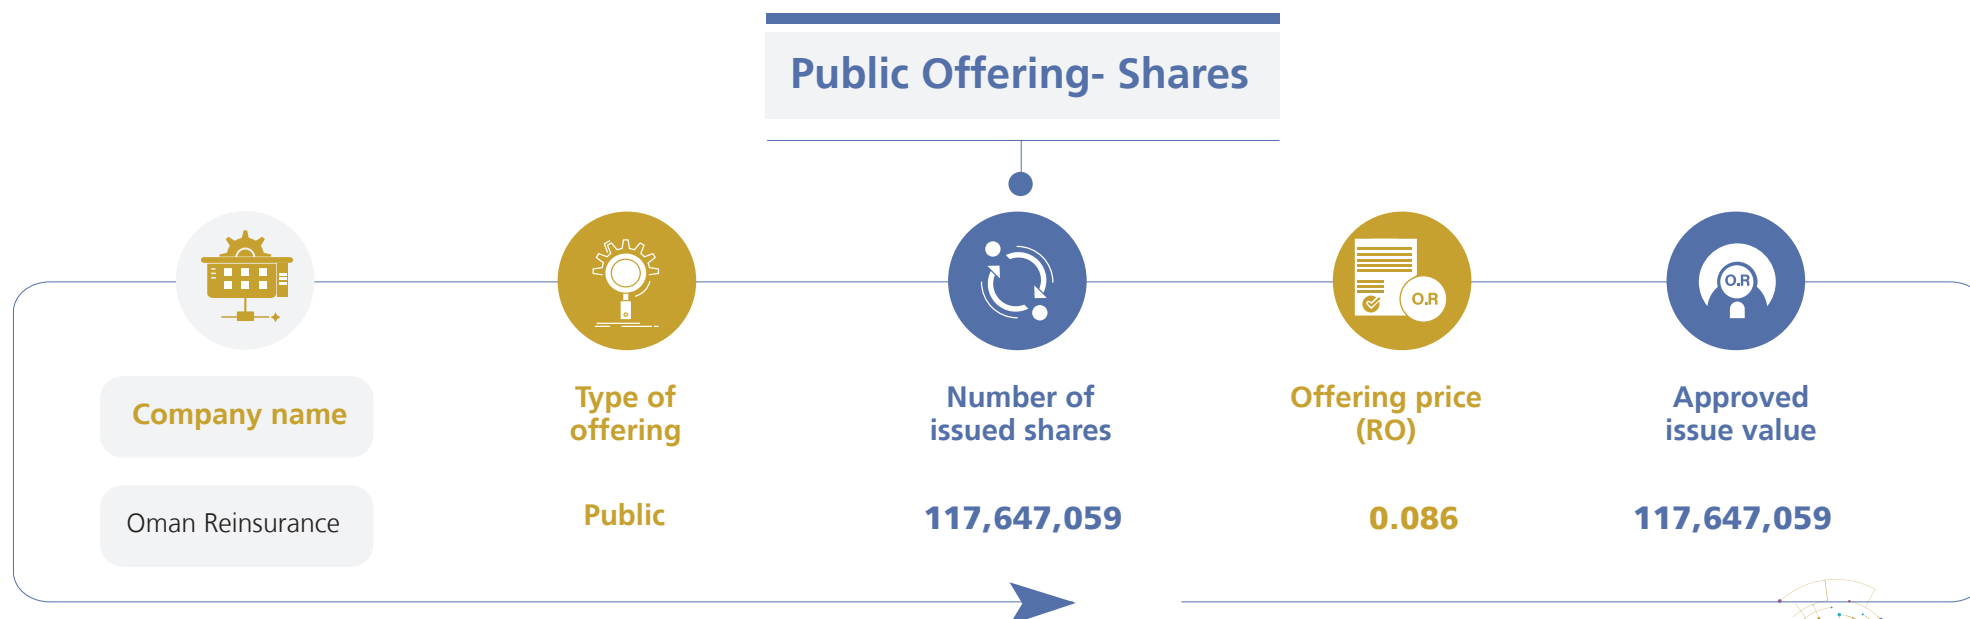 Public Offering- Shares
O.R
O.R
Company name
Type of
offering
Number of
issued shares
Offering price
(RO)
Approved
issue value
Oman Reinsurance
Public
117,647,059
0.086
117,647,059